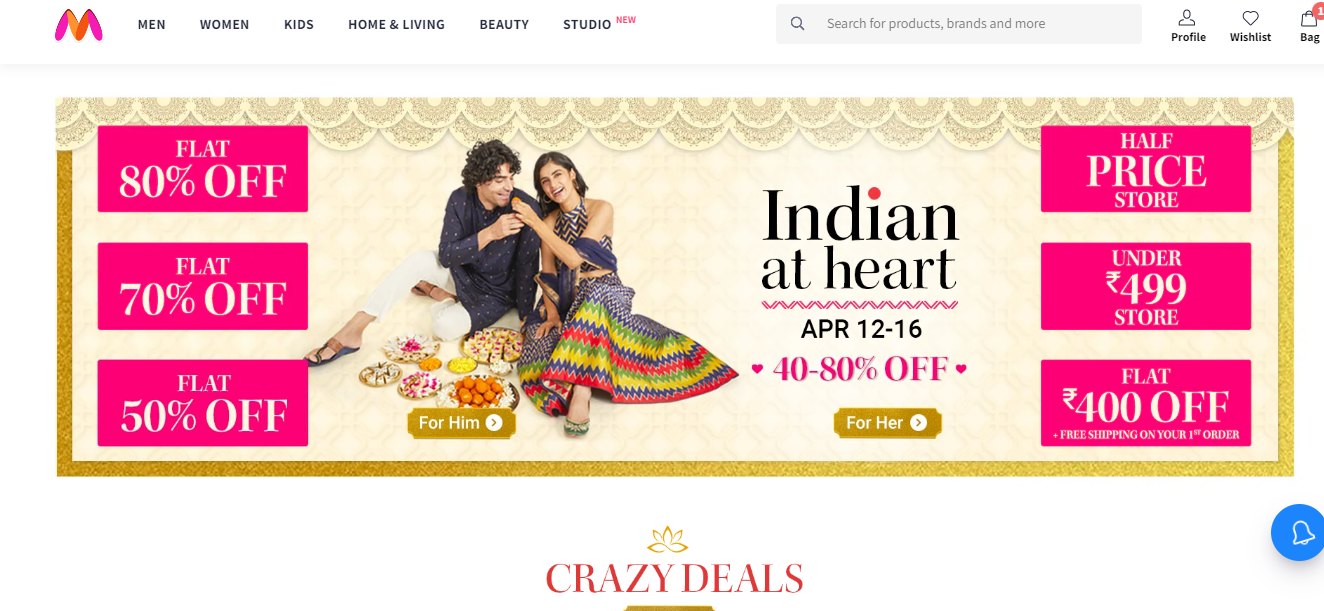 MEN
WOMEN
KIDS
HOME & LIVING
BEAUTY
STUDIO NEW
Search for products, brands and more
Profile
Wishlist
Bag
1
FLAT
80% OFF
FLAT
70% OFF
FLAT
50% OFF
Indian
at heart
APR 12-16
40-80% OFF
For Him
For Her
HALF
PRICE
STORE
UNDER
₹499
STORE
FLAT
₹400 OFF
+ FREE SHIPPING ON YOUR 1ST ORDER
CRAZY DEALS